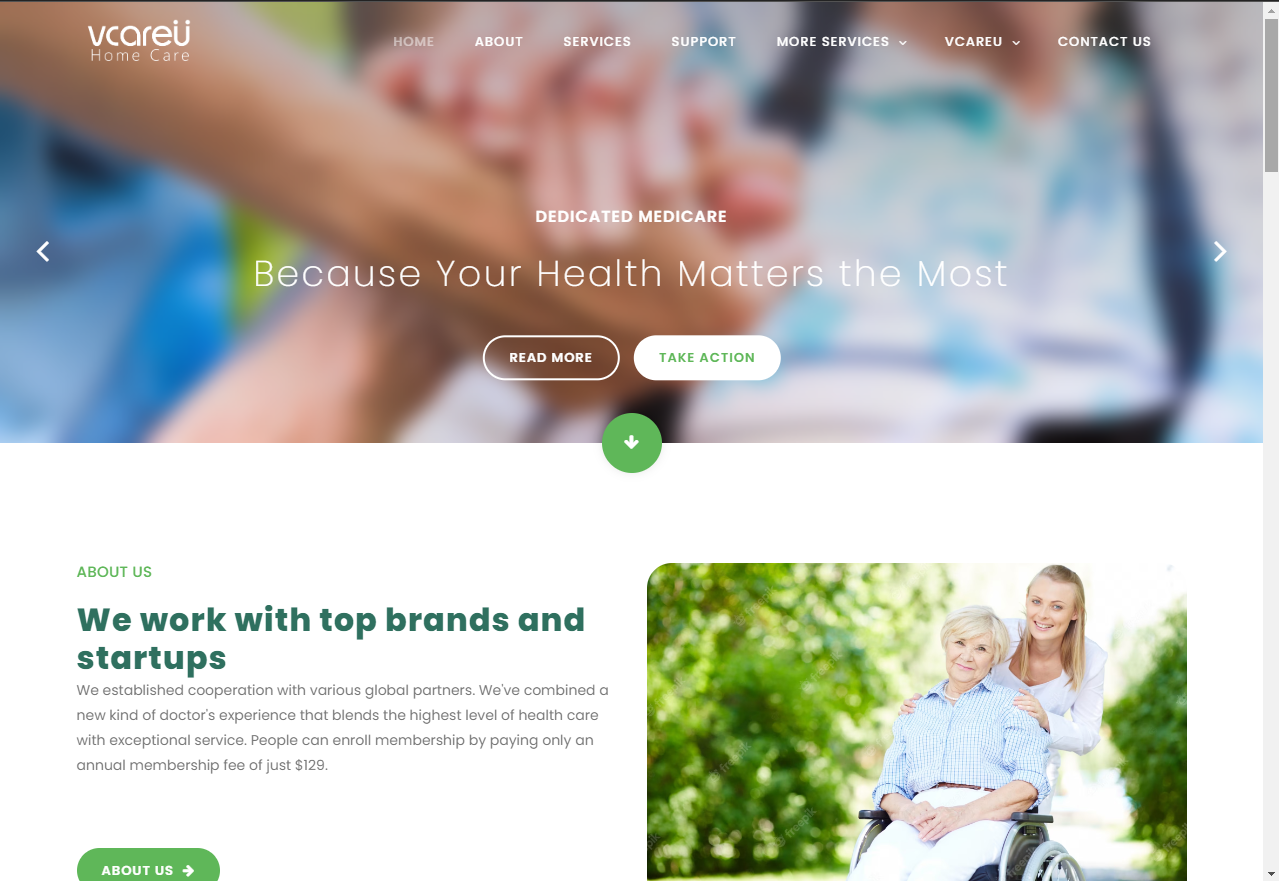 vcareü
Home Care
HOME
ABOUT
SERVICES
SUPPORT
MORE SERVICES
VCAREU
CONTACT US
DEDICATED MEDICARE
Because Your Health Matters the Most
READ MORE
TAKE ACTION
ABOUT US
We work with top brands and
startups
We established cooperation with various global partners. We've combined a
new kind of doctor's experience that blends the highest level of health care
with exceptional service. People can enroll membership by paying only an
annual membership fee of just $129.
ABOUT US